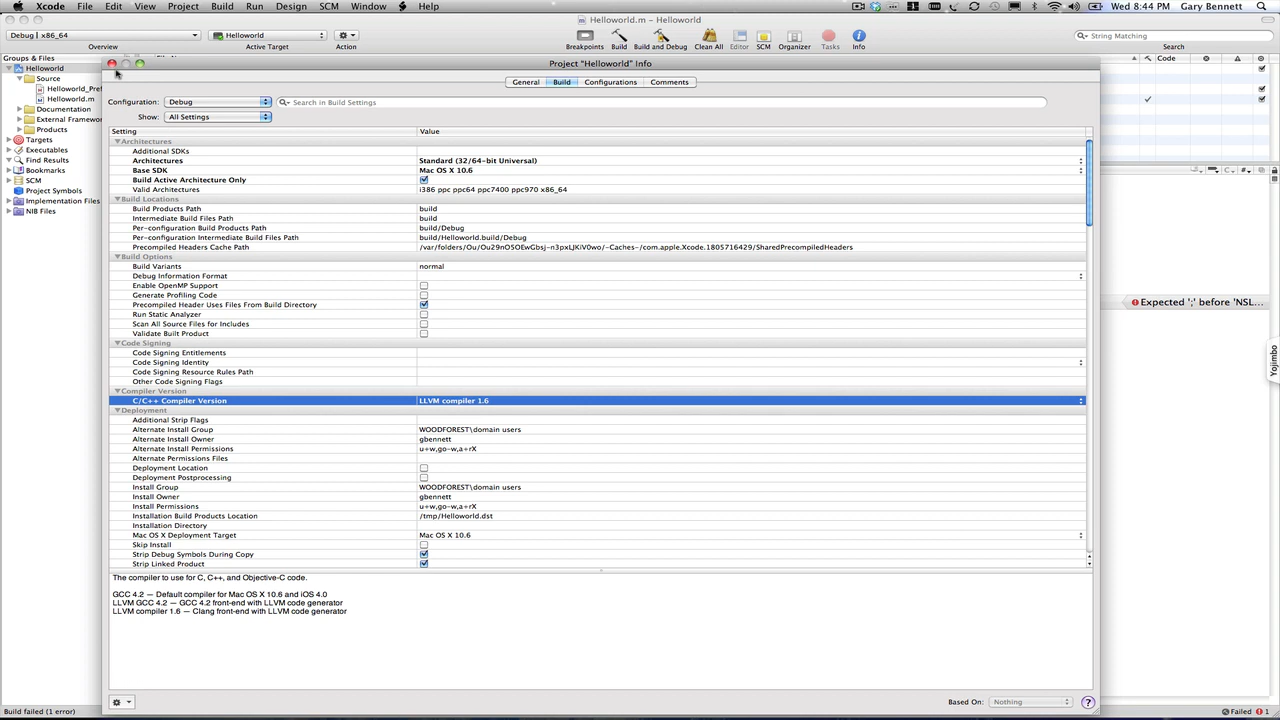 Xcode File Edit View Project Build Run Design SCM Window Help Wed 8:44 PM Gary Bennett
Helloworld.m – Helloworld
Debug | x86_64 Helloworld String Matching
Overview Active Target Action Breakpoints Build Build and Debug Clean All Editor SCM Organizer Tasks Info Search
Groups & Files
Code
Project "Helloworld" Info
General Build Configurations Comments
Helloworld
Source
Helloworld_Pref
Helloworld.m
Documentation
External Framewor
Products
Targets
Executables
Find Results
Bookmarks
SCM
Project Symbols
Implementation Files
NIB Files
Configuration: Debug Search in Build Settings
Show: All Settings
Setting Value
Architectures
Additional SDKs
Architectures Standard (32/64-bit Universal)
Base SDK Mac OS X 10.6
Build Active Architecture Only
Valid Architectures i386 ppc ppc64 ppc7400 ppc970 x86_64
Build Locations
Build Products Path build
Intermediate Build Files Path build
Per-configuration Build Products Path build/Debug
Per-configuration Intermediate Build Files Path build/Helloworld.build/Debug
Precompiled Headers Cache Path /var/folders/Ou/Ou29nO5OEwGbsj-n3pxLJKiV0wo/-Caches-/com.apple.Xcode.1805716429/SharedPrecompiledHeaders
Build Options
Build Variants normal
Debug Information Format
Enable OpenMP Support
Generate Profiling Code
Precompiled Header Uses Files From Build Directory
Run Static Analyzer
Scan All Source Files for Includes
Validate Built Product
Code Signing
Code Signing Entitlements
Code Signing Identity
Code Signing Resource Rules Path
Other Code Signing Flags
Compiler Version
C/C++ Compiler Version LLVM compiler 1.6
Deployment
Additional Strip Flags
Alternate Install Group WOODFOREST\domain users
Alternate Install Owner gbennett
Alternate Install Permissions u+w,go-w,a+rX
Alternate Permissions Files
Deployment Location
Deployment Postprocessing
Install Group WOODFOREST\domain users
Install Owner gbennett
Install Permissions u+w,go-w,a+rX
Installation Build Products Location /tmp/Helloworld.dst
Installation Directory
Mac OS X Deployment Target Mac OS X 10.6
Skip Install
Strip Debug Symbols During Copy
Strip Linked Product
The compiler to use for C, C++, and Objective-C code.
GCC 4.2 — Default compiler for Mac OS X 10.6 and iOS 4.0
LLVM GCC 4.2 — GCC 4.2 front-end with LLVM code generator
LLVM compiler 1.6 — Clang front-end with LLVM code generator
Based On: Nothing
Expected ';' before 'NSL...
Yojimbo
Build failed (1 error) Failed 1